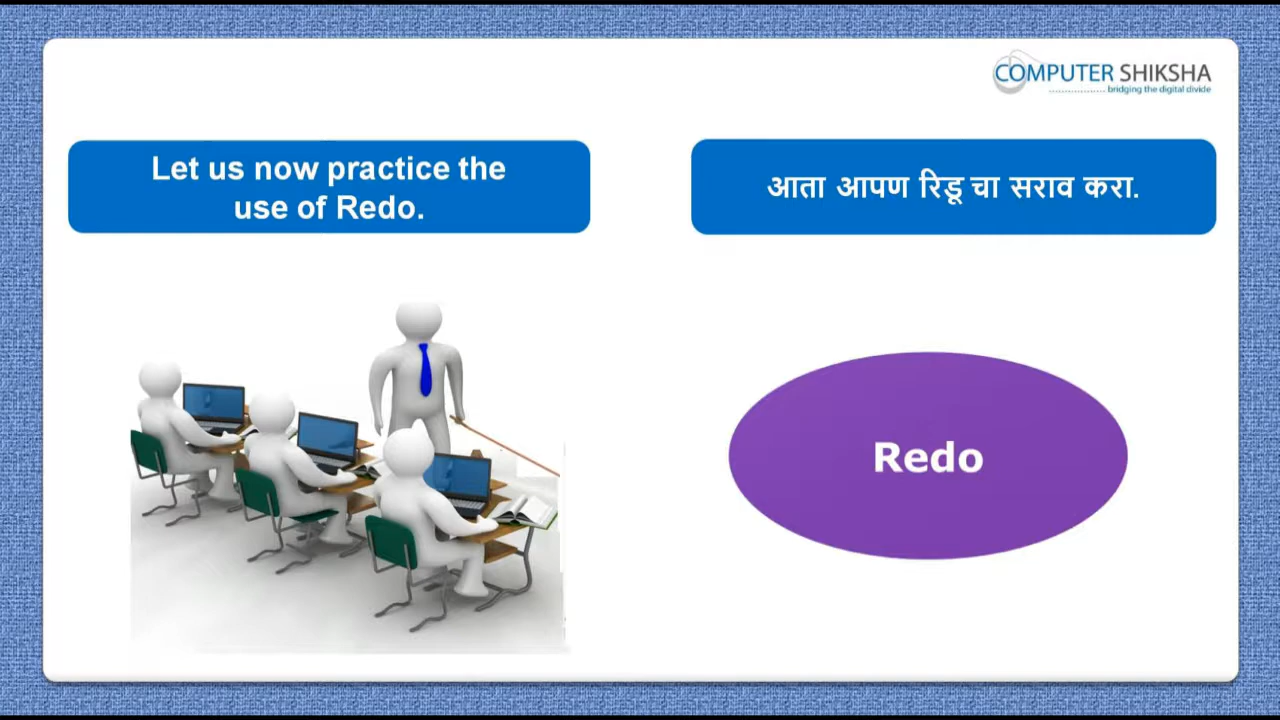 COMPUTER SHIKSHA
bridging the digital divide
Let us now practice the
use of Redo.
आता आपण रिडू चा सराव करा.
Redo